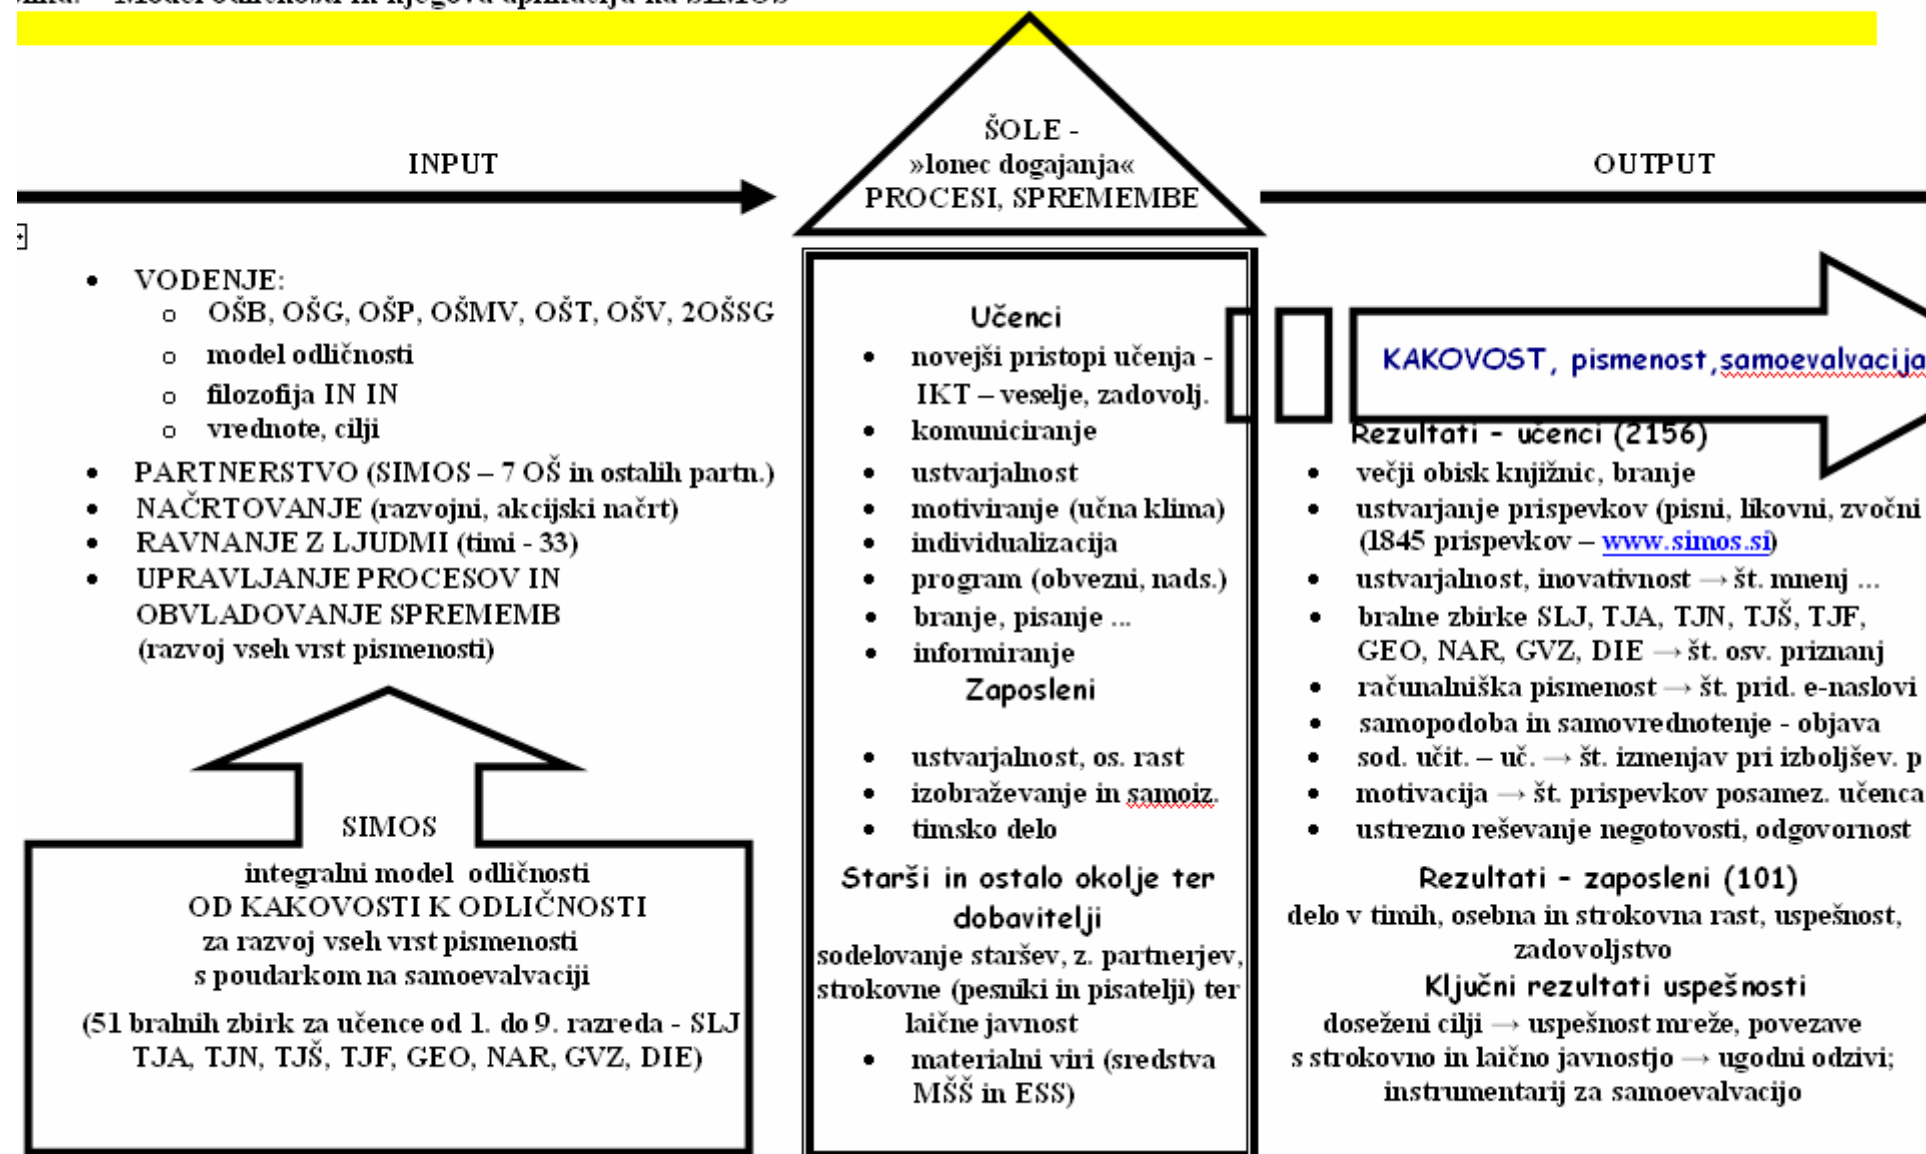 Model odličnosti in njegova aplikacija na SIMOS
INPUT
VODENJE:
OŠB, OŠG, OŠP, OŠMV, OŠT, OŠV, 2OŠSG
model odličnosti
filozofija IN IN
vrednote, cilji
PARTNERSTVO (SIMOS – 7 OŠ in ostalih partn.)
NAČRTOVANJE (razvojni, akcijski načrt)
RAVNANJE Z LJUDMI (timi - 33)
UPRAVLJANJE PROCESOV IN
OBVLADOVANJE SPREMEMB
(razvoj vseh vrst pismenosti)
SIMOS
integralni model odličnosti
OD KAKOVOSTI K ODLIČNOSTI
za razvoj vseh vrst pismenosti
s poudarkom na samoevalvaciji
(51 bralnih zbirk za učence od 1. do 9. razreda - SLJ
TJA, TJN, TJŠ, TJF, GEO, NAR, GVZ, DIE)
ŠOLE -
»lonec dogajanja«
PROCESI, SPREMEMBE
Učenci
novejši pristopi učenja -
IKT – veselje, zadovolj.
komuniciranje
ustvarjalnost
motiviranje (učna klima)
individualizacija
program (obvezni, nads.)
branje, pisanje ...
informiranje
Zaposleni
ustvarjalnost, os. rast
izobraževanje in samoiz.
timsko delo
Starši in ostalo okolje ter
dobavitelji
sodelovanje staršev, z. partnerjev,
strokovne (pesniki in pisatelji) ter
laične javnost
materialni viri (sredstva
MŠŠ in ESS)
OUTPUT
KAKOVOST, pismenost,samoevalvacija
Rezultati - učenci (2156)
večji obisk knjižnic, branje
ustvarjanje prispevkov (pisni, likovni, zvočni
(1845 prispevkov – www.simos.si)
ustvarjalnost, inovativnost → št. mnenj ...
bralne zbirke SLJ, TJA, TJN, TJŠ, TJF,
GEO, NAR, GVZ, DIE → št. osv. priznanj
računalniška pismenost → št. prid. e-naslovi
samopodoba in samovrednotenje - objava
sod. učit. – uč. → št. izmenjav pri izboljšev. p
motivacija → št. prispevkov posamez. učenca
ustrezno reševanje negotovosti, odgovornost
Rezultati - zaposleni (101)
delo v timih, osebna in strokovna rast, uspešnost,
zadovoljstvo
Ključni rezultati uspešnosti
doseženi cilji → uspešnost mreže, povezave
s strokovno in laično javnostjo → ugodni odzivi;
instrumentarij za samoevalvacijo